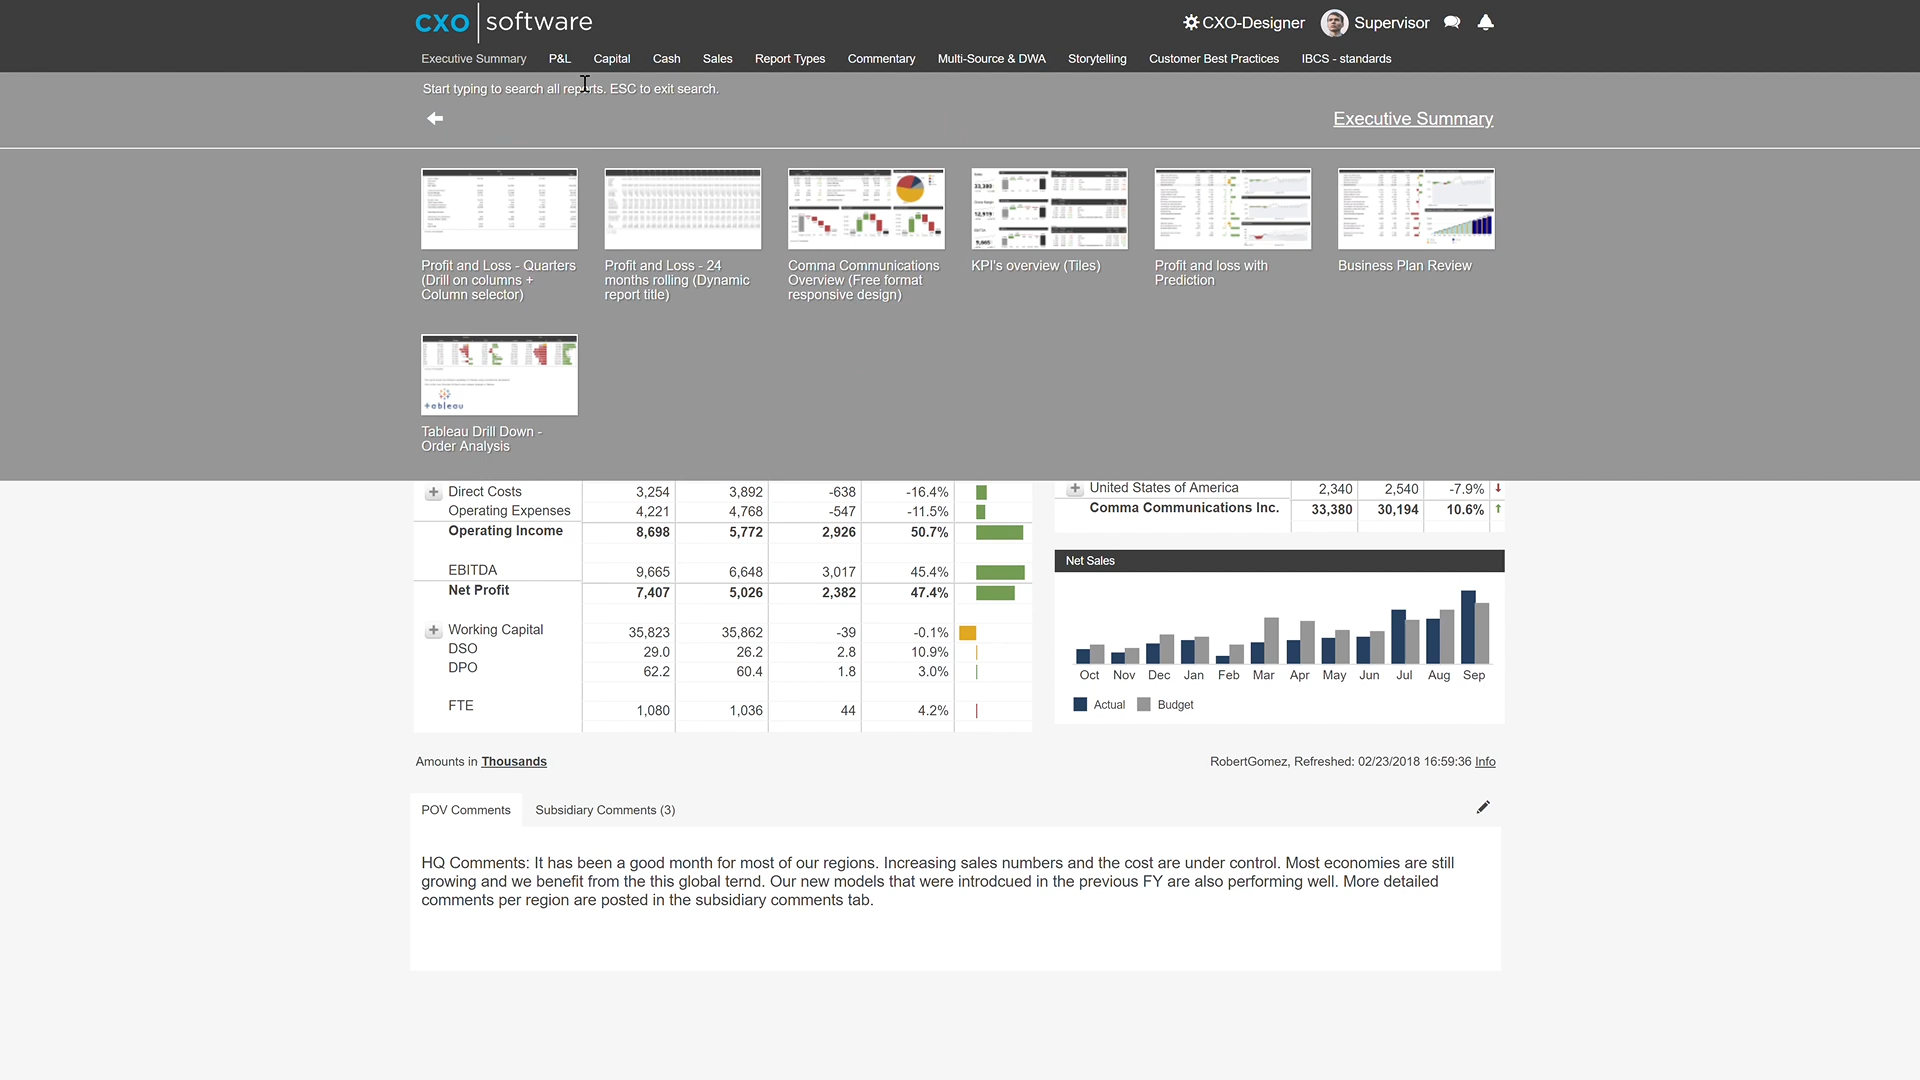 CXO software
CXO-Designer Supervisor
Executive Summary P&L Capital Cash Sales Report Types Commentary Multi-Source & DWA Storytelling Customer Best Practices IBCS - standards
Start typing to search all reports. ESC to exit search.
Executive Summary
33,380
12,919
9,665
Profit and Loss - Quarters
(Drill on columns +
Column selector)
Profit and Loss - 24
months rolling (Dynamic
report title)
Comma Communications
Overview (Free format
responsive design)
KPI's overview (Tiles)
Profit and loss with
Prediction
Business Plan Review
+ableau
Tableau Drill Down -
Order Analysis
Direct Costs 3,254 3,892 -638 -16.4%
Operating Expenses 4,221 4,768 -547 -11.5%
Operating Income 8,698 5,772 2,926 50.7%
EBITDA 9,665 6,648 3,017 45.4%
Net Profit 7,407 5,026 2,382 47.4%
Working Capital 35,823 35,862 -39 -0.1%
DSO 29.0 26.2 2.8 10.9%
DPO 62.2 60.4 1.8 3.0%
FTE 1,080 1,036 44 4.2%
United States of America 2,340 2,540 -7.9%
Comma Communications Inc. 33,380 30,194 10.6%
Net Sales
Oct Nov Dec Jan Feb Mar Apr May Jun Jul Aug Sep
Actual Budget
Amounts in Thousands
RobertGomez, Refreshed: 02/23/2018 16:59:36 Info
POV Comments Subsidiary Comments (3)
HQ Comments: It has been a good month for most of our regions. Increasing sales numbers and the cost are under control. Most economies are still
growing and we benefit from the this global ternd. Our new models that were introdcued in the previous FY are also performing well. More detailed
comments per region are posted in the subsidiary comments tab.